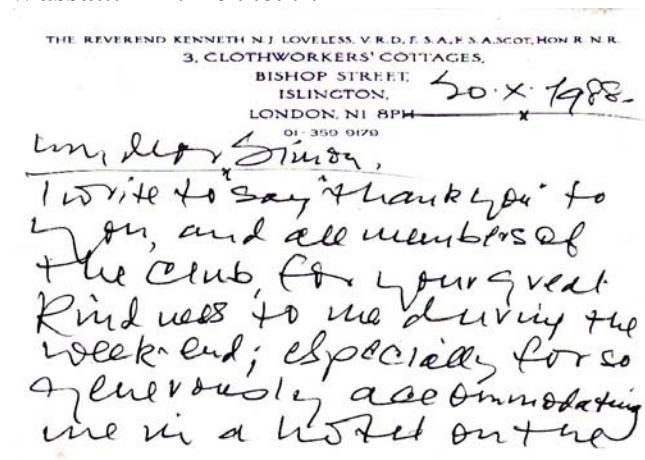 THE REVEREND KENNETH N.J. LOVELESS, V.R.D., F.S.A., F.S.A.SCOT, HON R.N.R.
3, CLOTHWORKERS' COTTAGES,
BISHOP STREET,
ISLINGTON,
LONDON, N1 8PH
01-359 9179
20.X.1988.
My dear Simon,
I write to say "thank you" to
you, and all members of
the Club, for your great
kindness to me during the
week-end; especially for so
generously accommodating
me in a hotel on the